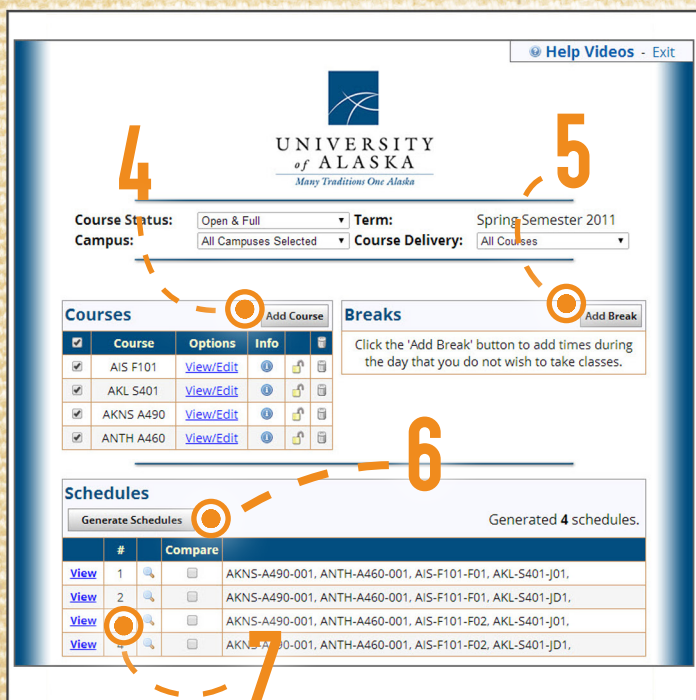 Help Videos - Exit
UNIVERSITY
of ALASKA
Many Traditions One Alaska
4
5
Course Status: Open & Full Term: Spring Semester 2011
Campus: All Campuses Selected Course Delivery: All Courses
Courses Add Course
Course Options Info
AIS F101 View/Edit
AKL S401 View/Edit
AKNS A490 View/Edit
ANTH A460 View/Edit
Breaks Add Break
Click the 'Add Break' button to add times during
the day that you do not wish to take classes.
6
Schedules
Generate Schedules Generated 4 schedules.
# Compare
View 1 AKNS-A490-001, ANTH-A460-001, AIS-F101-F01, AKL-S401-J01,
View 2 AKNS-A490-001, ANTH-A460-001, AIS-F101-F01, AKL-S401-JD1,
View AKNS-A490-001, ANTH-A460-001, AIS-F101-F02, AKL-S401-J01,
View 4 AKNS-A490-001, ANTH-A460-001, AIS-F101-F02, AKL-S401-JD1,
7